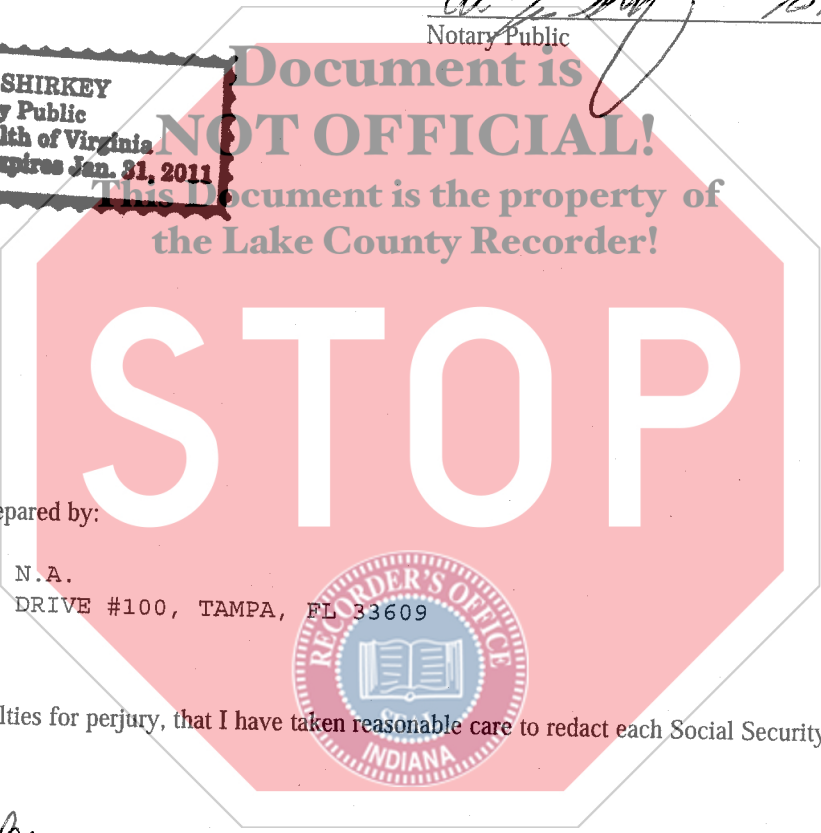 Notary Public
Document is
SHIRKEY
y Public
NOT OFFICIAL!
lth of Virginia
xpires Jan. 31, 2011
This Document is the property of
the Lake County Recorder!
STOP
epared by:
N.A.
DRIVE #100, TAMPA, FL 33609
RECORDER'S OFFICE
SEAL
INDIANA
lties for perjury, that I have taken reasonable care to redact each Social Security